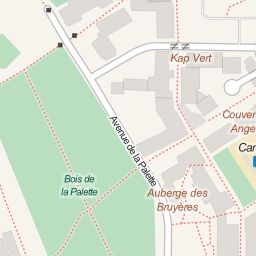 Kap Vert
Avenue de la Palette
Couver
Ange
Car
Bois de
la Palette
Auberge des
Bruyères